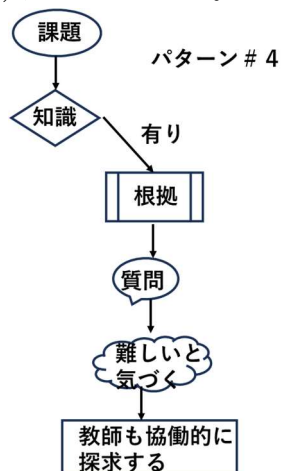 課題
パターン＃４
知識
有り
根拠
質問
難しいと
気づく
教師も協働的に
探求する